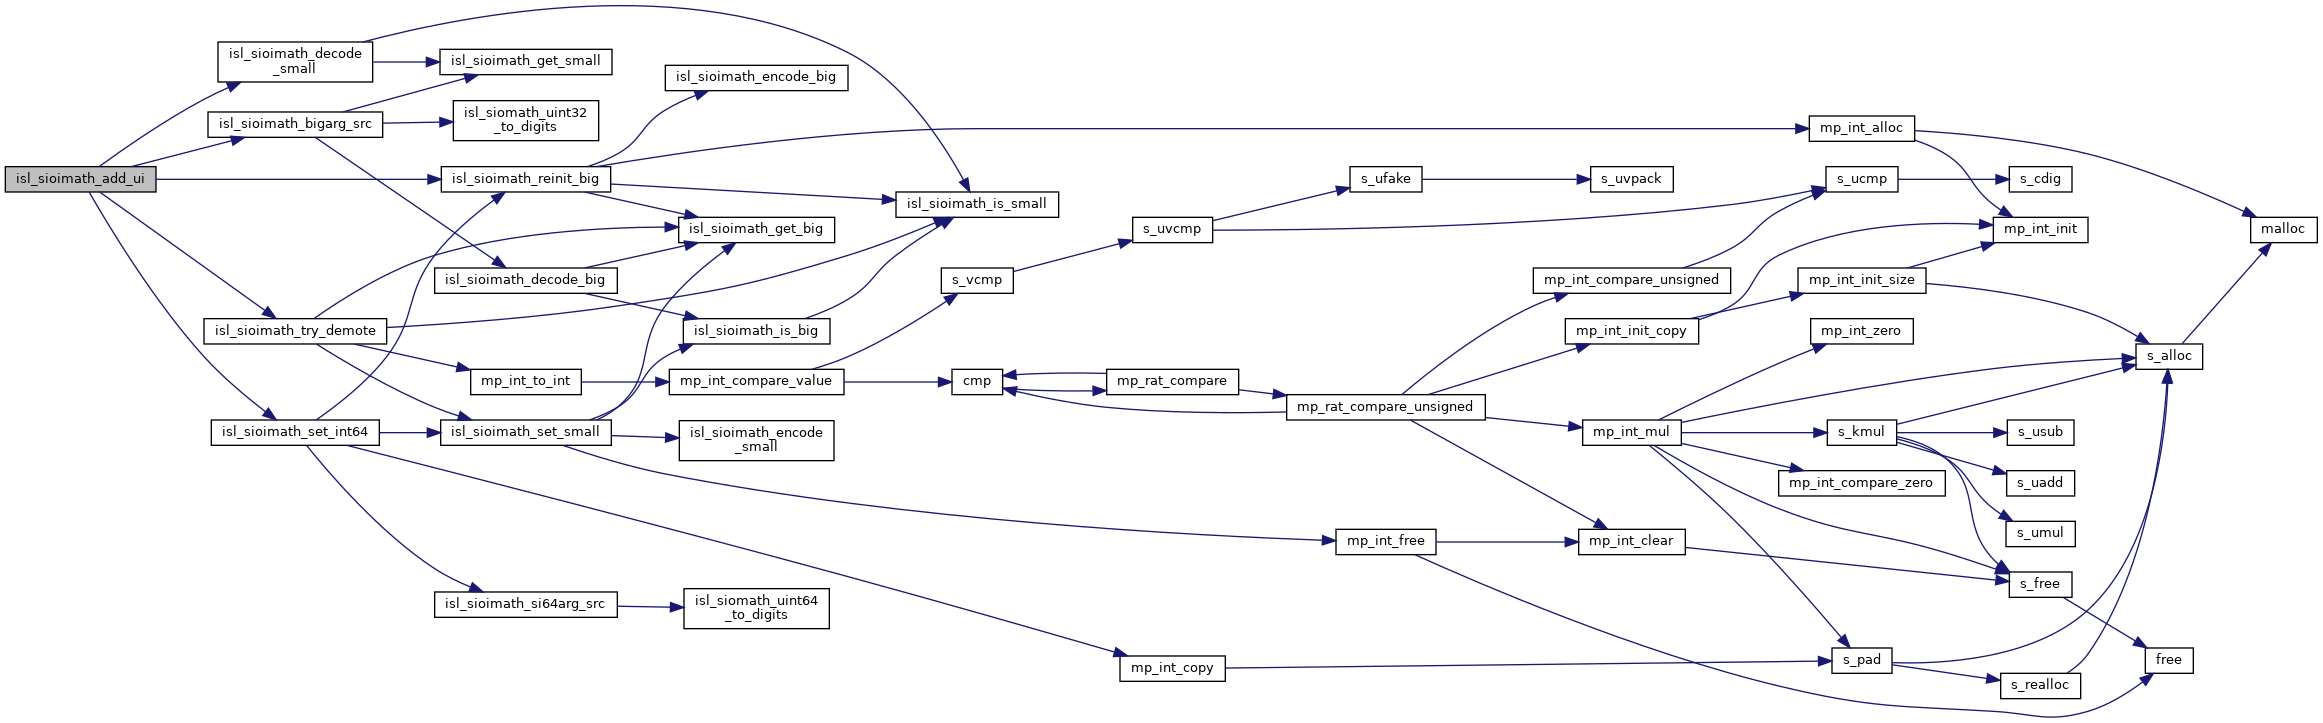 isl_sioimath_add_ui
isl_sioimath_decode
_small
isl_sioimath_bigarg_src
isl_sioimath_try_demote
isl_sioimath_set_int64
isl_sioimath_get_small
isl_siomath_uint32
_to_digits
isl_sioimath_reinit_big
isl_sioimath_decode_big
mp_int_to_int
isl_sioimath_set_small
isl_sioimath_si64arg_src
isl_sioimath_encode_big
isl_sioimath_get_big
isl_sioimath_is_big
mp_int_compare_value
isl_sioimath_encode
_small
isl_siomath_uint64
_to_digits
isl_sioimath_is_small
s_vcmp
cmp
s_uvcmp
mp_rat_compare
mp_int_copy
mp_rat_compare_unsigned
mp_int_free
s_ufake
mp_int_compare_unsigned
mp_int_init_copy
mp_int_mul
mp_int_clear
s_uvpack
mp_int_alloc
s_ucmp
mp_int_init_size
mp_int_zero
s_kmul
mp_int_compare_zero
s_pad
s_cdig
mp_int_init
s_usub
s_uadd
s_umul
s_free
s_realloc
malloc
s_alloc
free